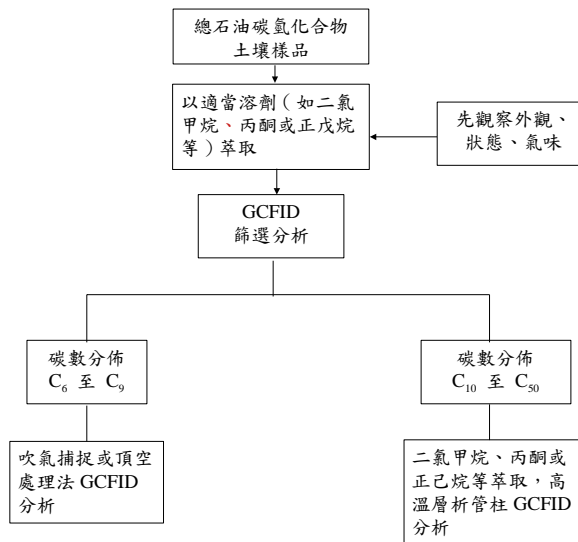 總石油碳氫化合物
土壤樣品
以適當溶劑（如二氯
甲烷、丙酮或正戊烷
等）萃取
先觀察外觀、
狀態、氣味
GCFID
篩選分析
碳數分佈
C₆ 至 C₉
碳數分佈
C₁₀ 至 C₅₀
吹氣捕捉或頂空
處理法 GCFID
分析
二氯甲烷、丙酮或
正己烷等萃取，高
溫層析管柱 GCFID
分析